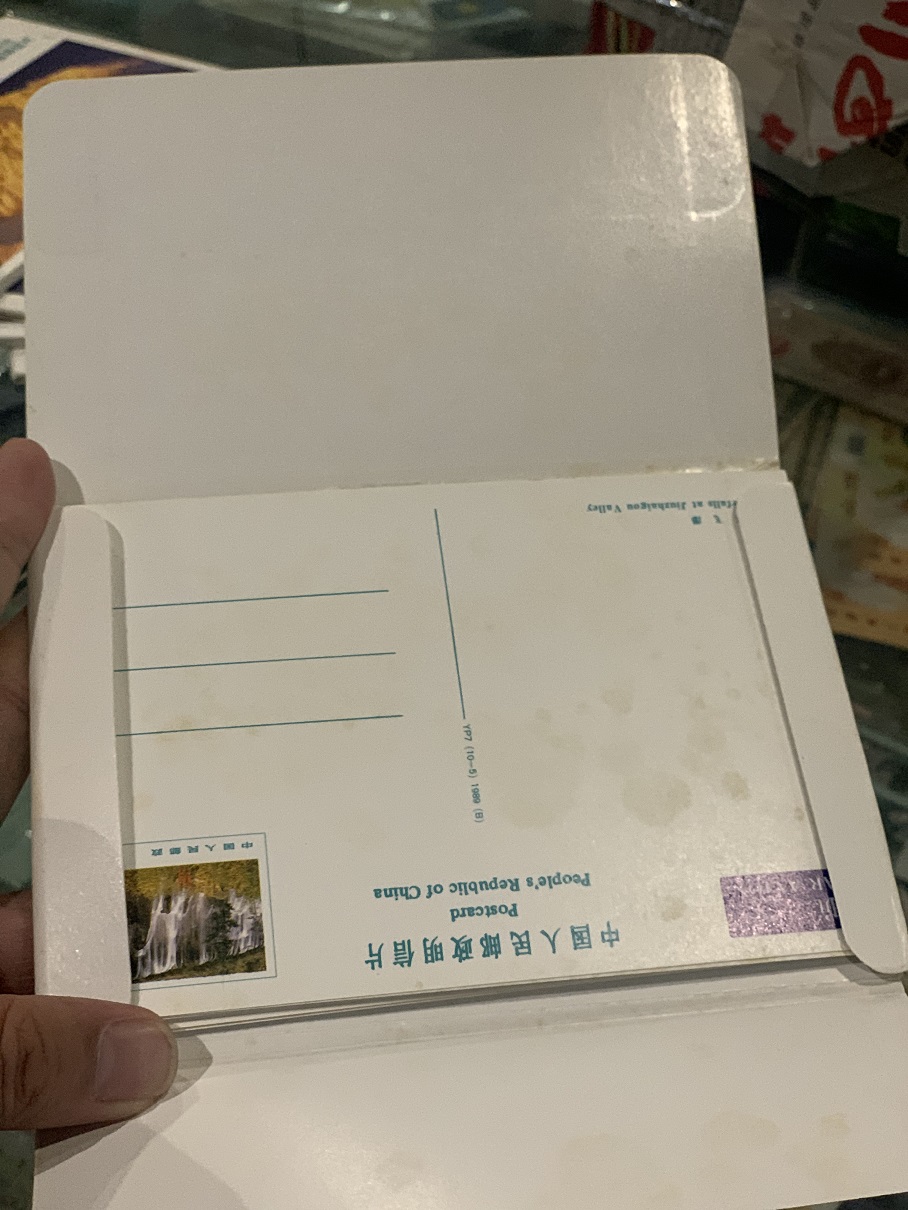 中国人民邮政明信片
Postcard
People's Republic of China
中国人民邮政
YP7 (10-5) 1989 (B)
falls at Jiuzhaigou Valley